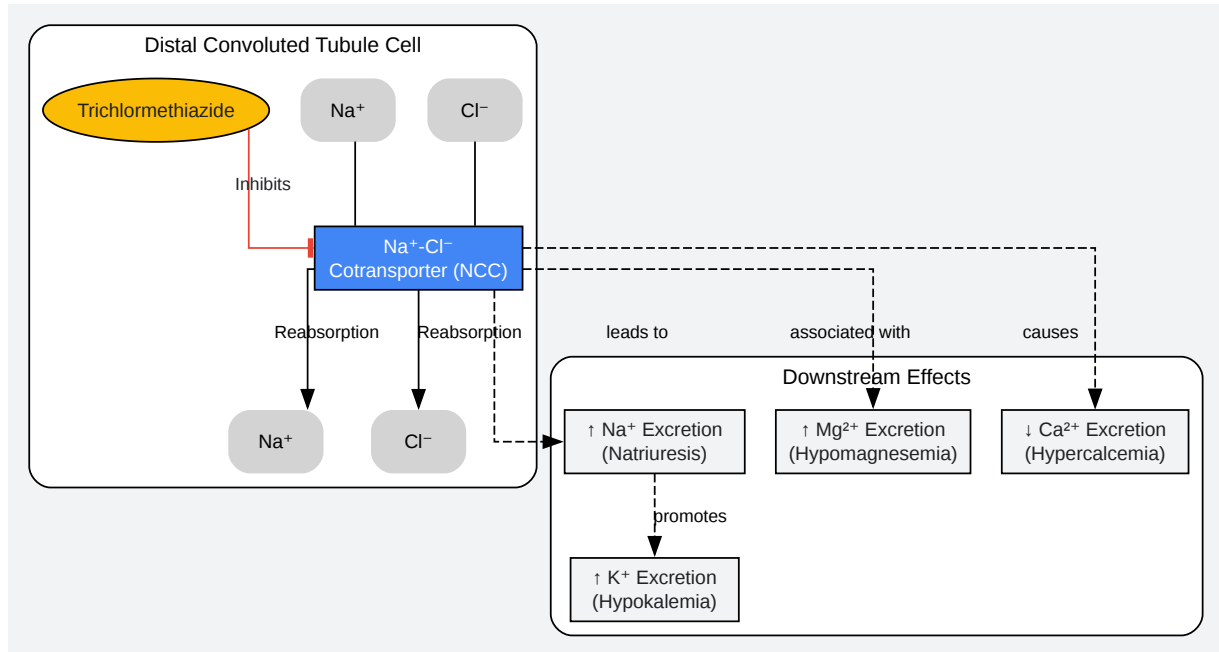 Distal Convoluted Tubule Cell
Trichlormethiazide
Na⁺
Cl⁻
Inhibits
Na⁺-Cl⁻
Cotransporter (NCC)
Reabsorption
Reabsorption
leads to
associated with
causes
Downstream Effects
Na⁺
Cl⁻
↑ Na⁺ Excretion
(Natriuresis)
↑ Mg²⁺ Excretion
(Hypomagnesemia)
↓ Ca²⁺ Excretion
(Hypercalcemia)
promotes
↑ K⁺ Excretion
(Hypokalemia)